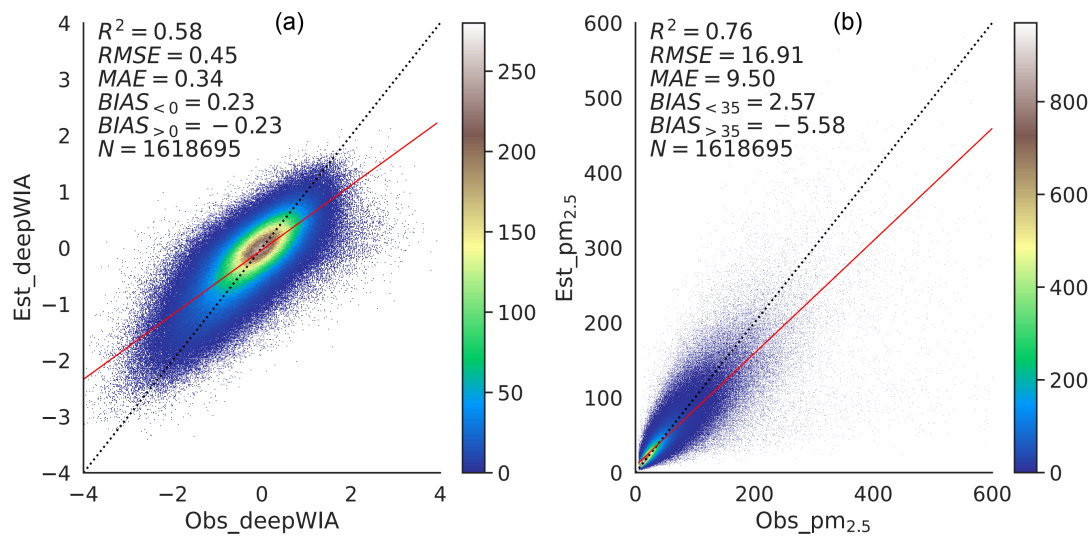 (a)
R² = 0.58
RMSE = 0.45
MAE = 0.34
BIAS<0 = 0.23
BIAS>0 = −0.23
N = 1618695
4
3
2
1
0
−1
−2
−3
−4
Est_deepWIA
−4 −2 0 2 4
Obs_deepWIA
250
200
150
100
50
0
(b)
R² = 0.76
RMSE = 16.91
MAE = 9.50
BIAS<35 = 2.57
BIAS>35 = −5.58
N = 1618695
600
500
400
300
200
100
0
Est_pm2.5
0 200 400 600
Obs_pm2.5
800
600
400
200
0